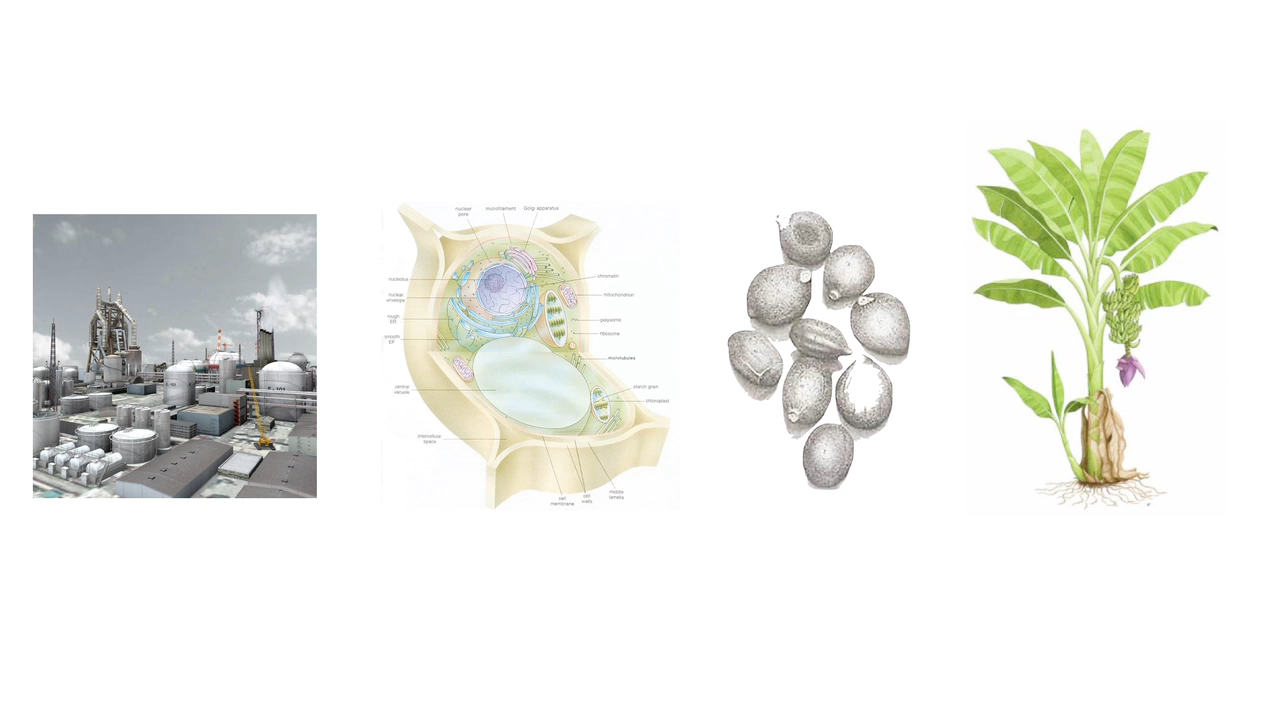 nuclear
pore
microfilament
Golgi apparatus
nucleolus
chromatin
nuclear
envelope
mitochondrion
rough
ER
polysome
ribosome
smooth
microtubules
central
vacuole
starch grain
chloroplast
intercellular
space
cell
membrane
cell
walls
middle
lamella